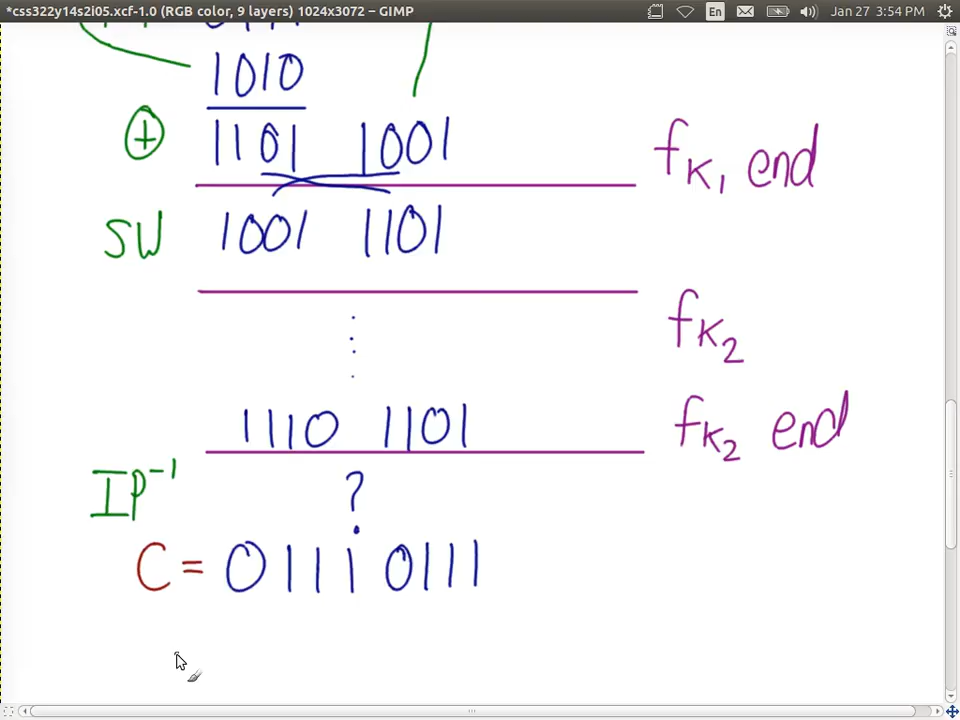 *css322y14s2i05.xcf-1.0 (RGB color, 9 layers) 1024x3072 – GIMP En Jan 27 3:54 PM
1010
⊕ 1101 1001 fK1 end
SW 1001 1101
⋮ fK2
1110 1101 fK2 end
IP⁻¹ ?
C = 0111 0111